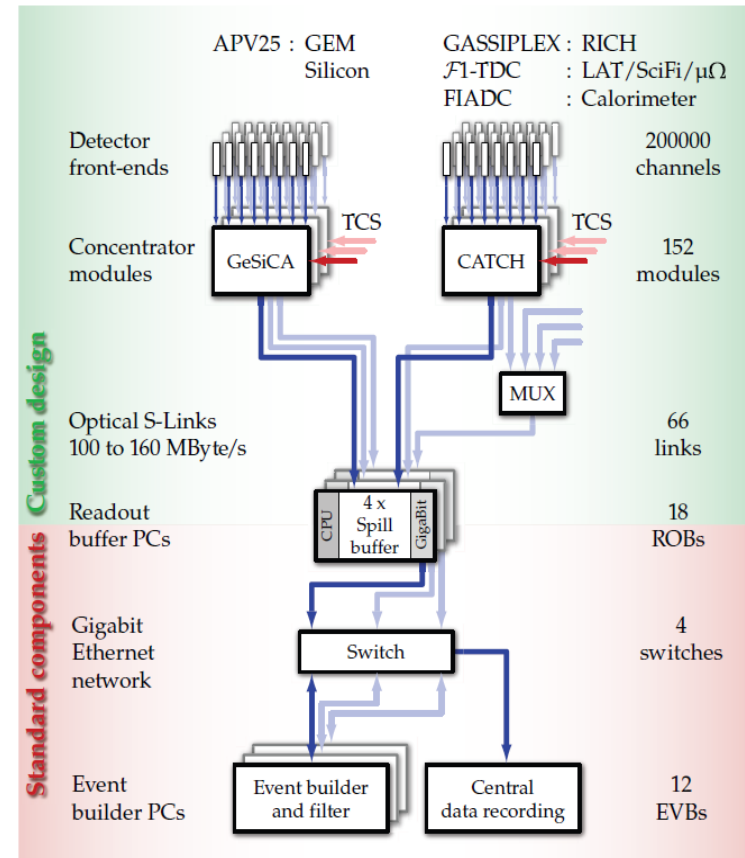 APV25 : GEM
Silicon
GASSIPLEX : RICH
ℱ1-TDC : LAT/SciFi/μΩ
FIADC : Calorimeter
Detector
front-ends
200000
channels
TCS
TCS
Concentrator
modules
GeSiCA
CATCH
152
modules
MUX
Optical S-Links
100 to 160 MByte/s
66
links
Readout
buffer PCs
CPU
4 x
Spill
buffer
GigaBit
18
ROBs
Gigabit
Ethernet
network
Switch
4
switches
Event
builder PCs
Event builder
and filter
Central
data recording
12
EVBs
Custom design
Standard components